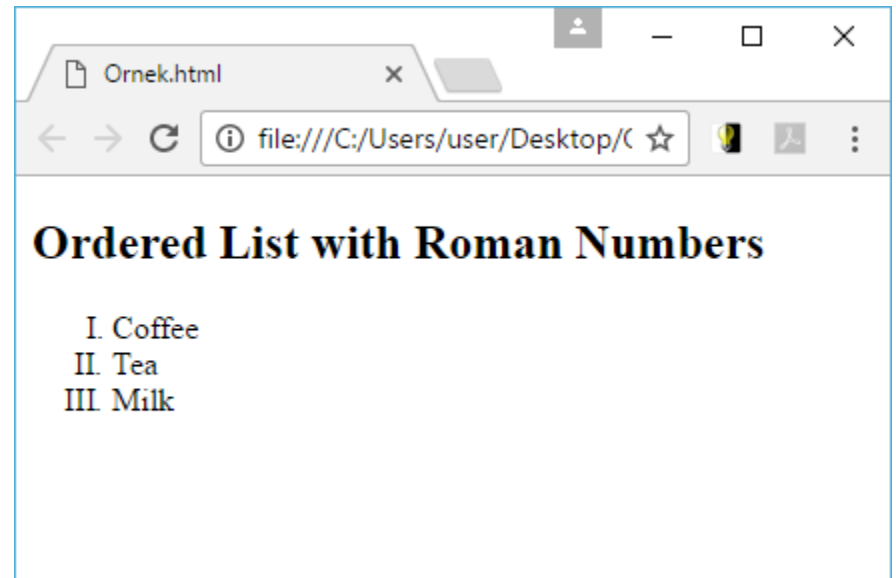 Ornek.html
file:///C:/Users/user/Desktop/
Ordered List with Roman Numbers
I. Coffee
II. Tea
III. Milk